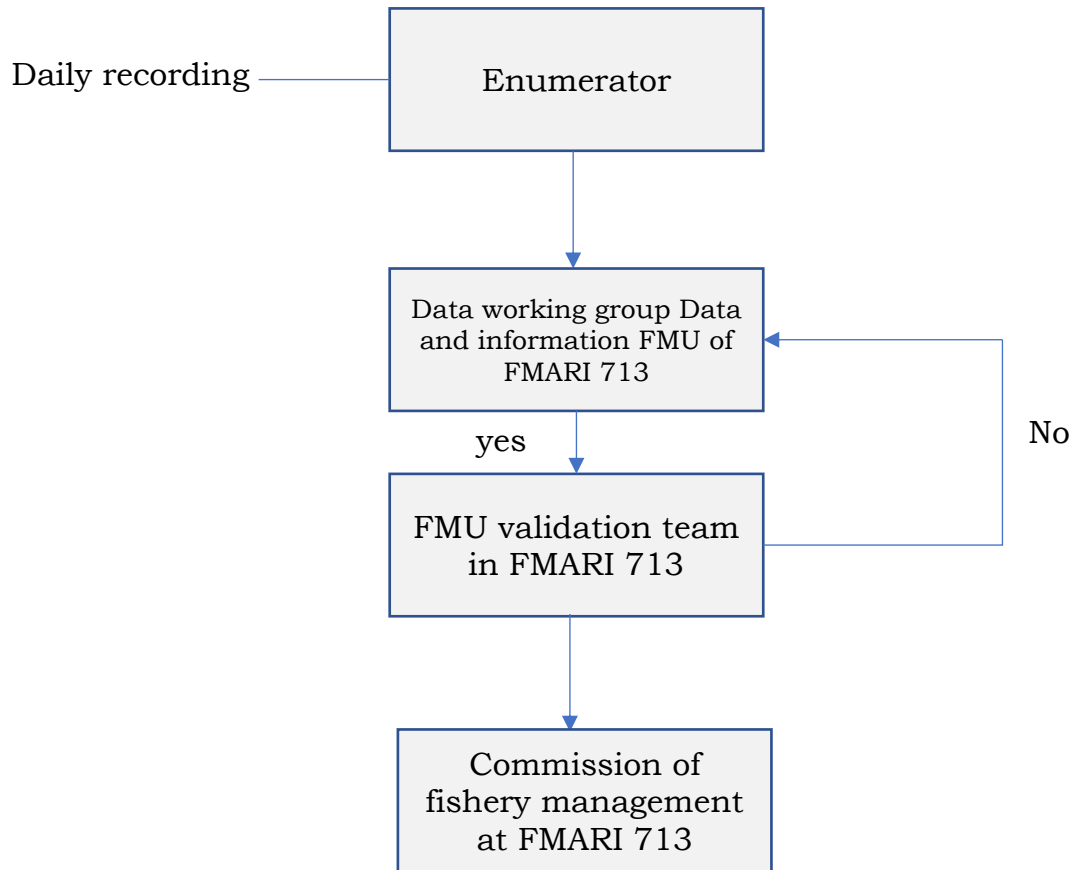 Daily recording
Enumerator
Data working group Data
and information FMU of
FMARI 713
yes
No
FMU validation team
in FMARI 713
Commission of
fishery management
at FMARI 713